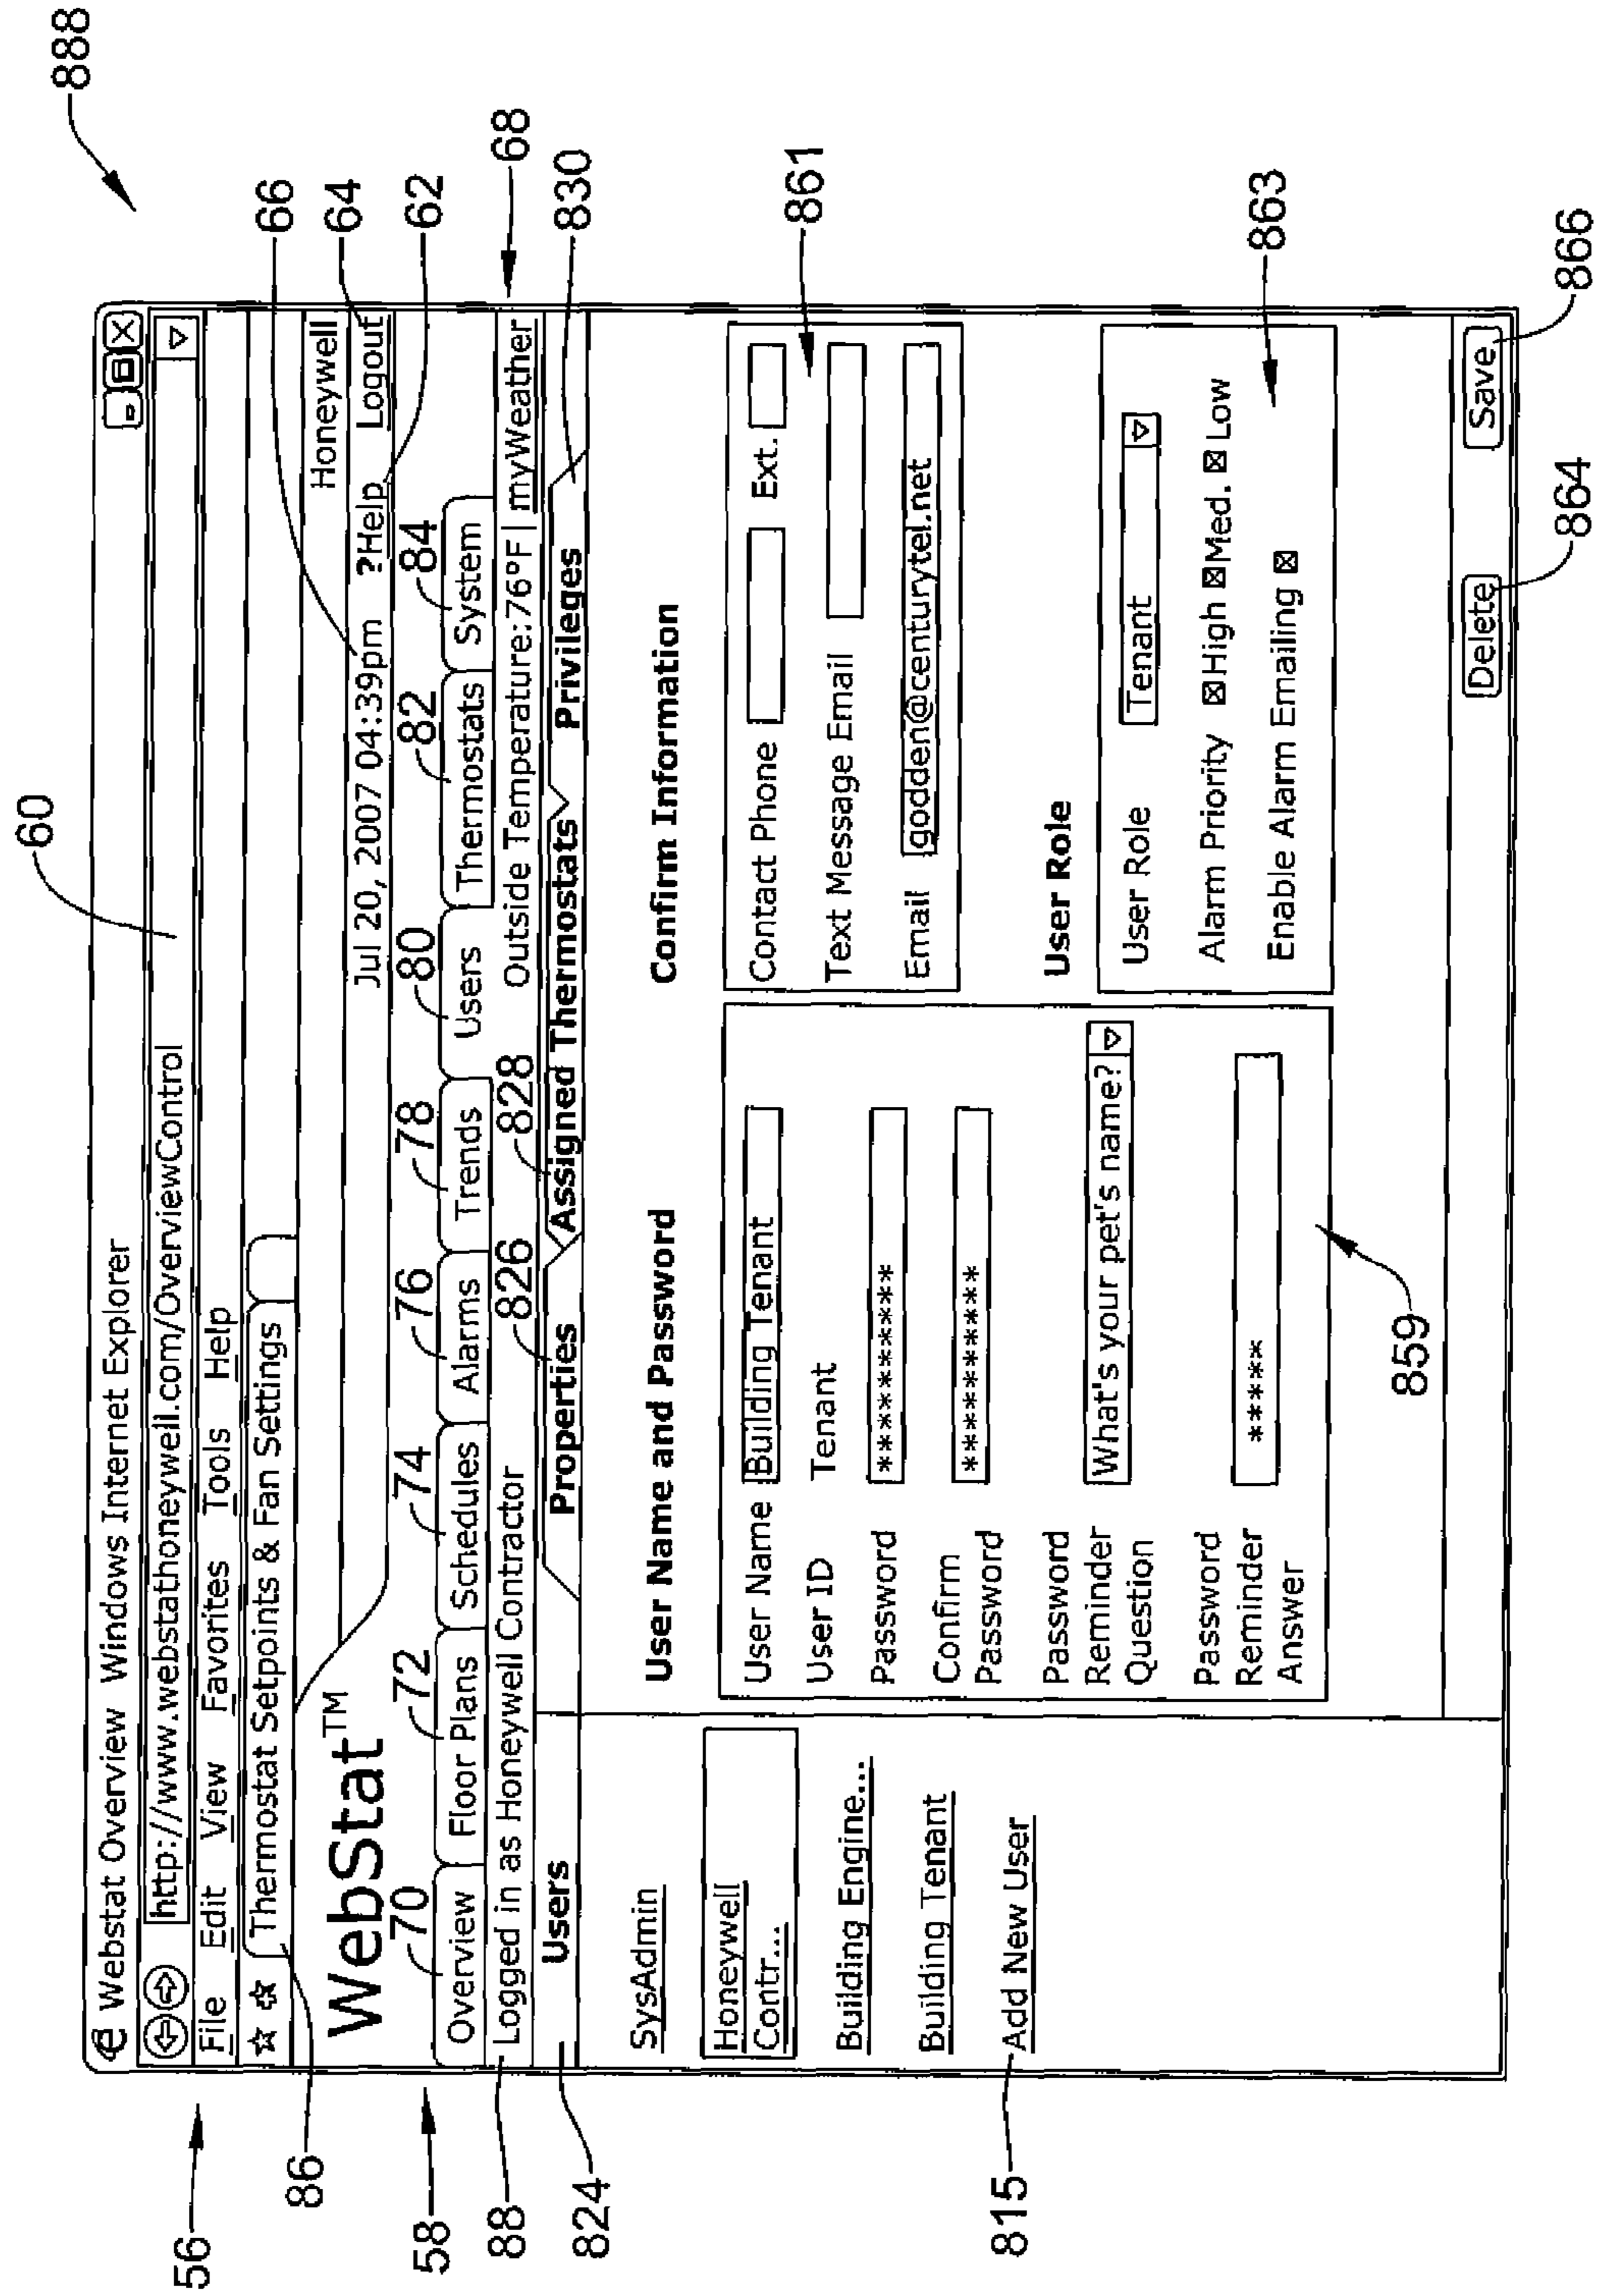 888
60
Webstat Overview Windows Internet Explorer
http://www.webstathoneywell.com/OverviewControl
56
File Edit View Favorites Tools Help
Thermostat Setpoints & Fan Settings
86
66
64
62
Honeywell
WebStat™
Jul 20, 2007 04:39pm ?Help Logout
58
70 72 74 76 78 80 82 84
Overview Floor Plans Schedules Alarms Trends Users Thermostats System
68
88
Logged in as Honeywell Contractor
Outside Temperature:76°F | myWeather
824 826 828 830
Users Properties Assigned Thermostats Privileges
SysAdmin
Honeywell
Contr...
Building Engine...
Building Tenant
815
Add New User
User Name and Password
User Name Building Tenant
User ID Tenant
Password ***********
Confirm
Password ***********
Password
Reminder What's your pet's name?
Question
Password
Reminder *****
Answer
859
Confirm Information
Contact Phone Ext.
861
Text Message Email
Email godden@centurytel.net
User Role
User Role Tenant
Alarm Priority ☒High ☒Med. ☒Low
863
Enable Alarm Emailing ☒
Delete Save
864 866